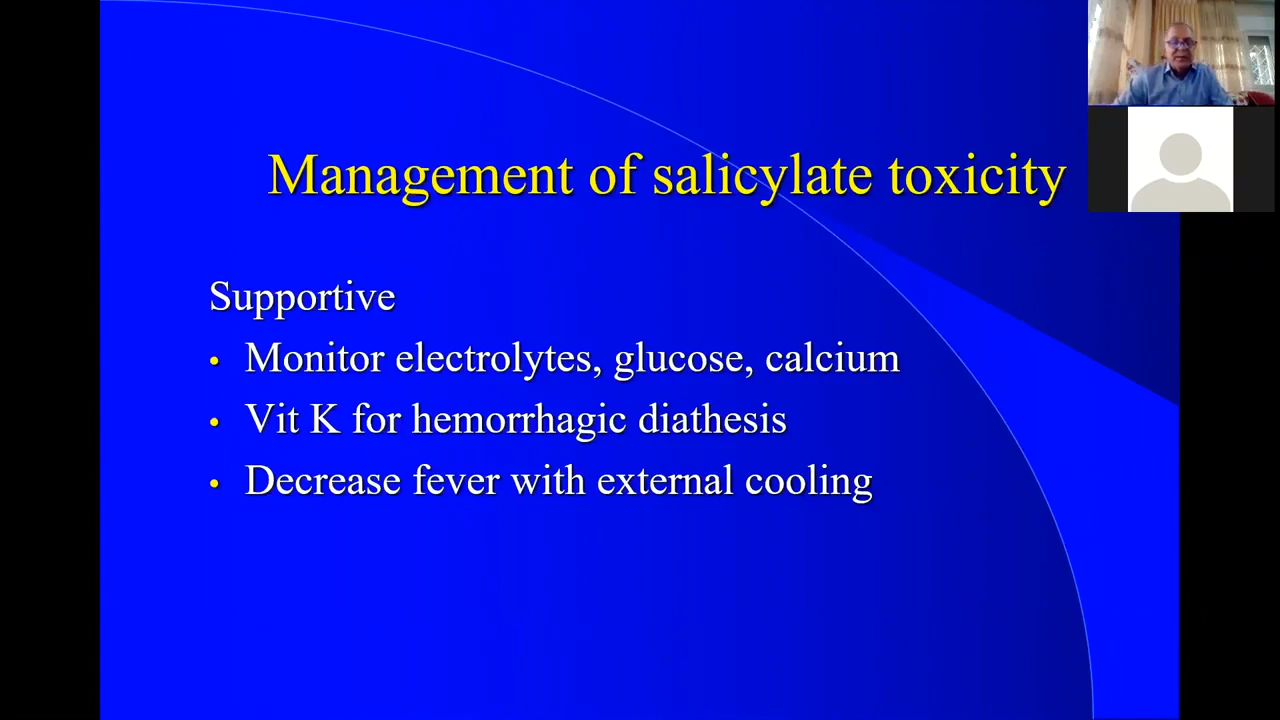 Management of salicylate toxicity
Supportive
• Monitor electrolytes, glucose, calcium
• Vit K for hemorrhagic diathesis
• Decrease fever with external cooling